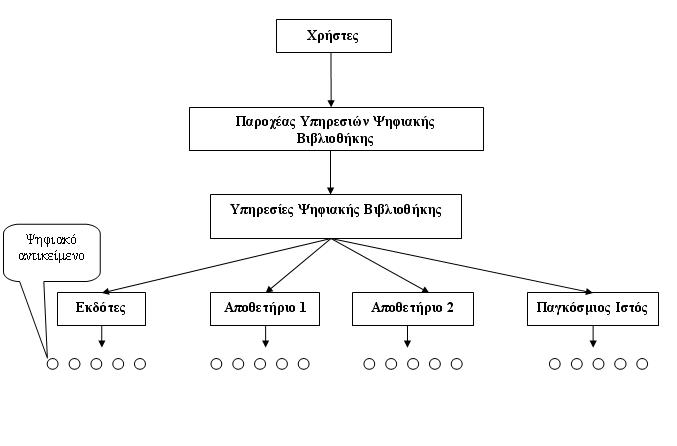 Χρήστες
Παροχέας Υπηρεσιών Ψηφιακής
Βιβλιοθήκης
Υπηρεσίες Ψηφιακής Βιβλιοθήκης
Ψηφιακό
αντικείμενο
Εκδότες
Αποθετήριο 1
Αποθετήριο 2
Παγκόσμιος Ιστός